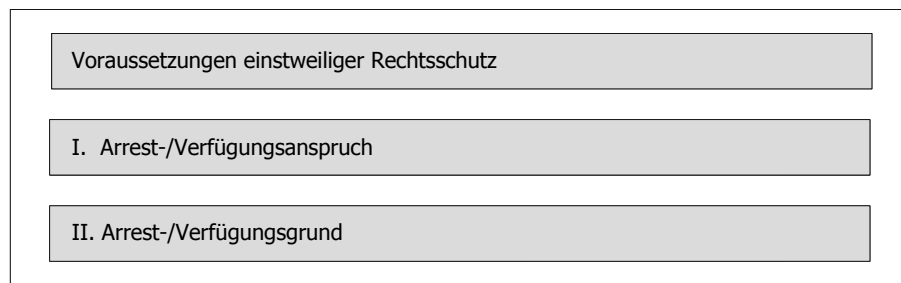 Voraussetzungen einstweiliger Rechtsschutz
I. Arrest-/Verfügungsanspruch
II. Arrest-/Verfügungsgrund